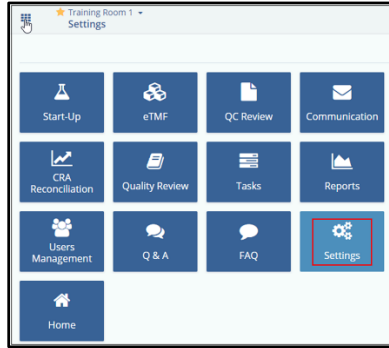 Training Room 1
Settings
Start-Up
eTMF
QC Review
Communication
CRA
Reconciliation
Quality Review
Tasks
Reports
Users
Management
Q & A
FAQ
Settings
Home